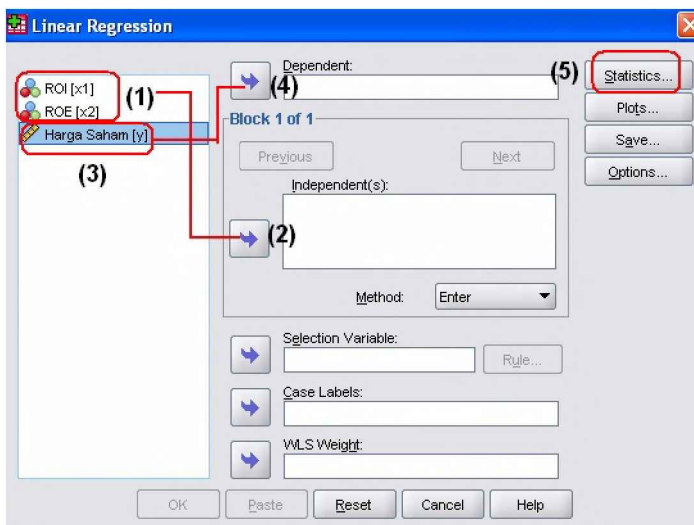 Linear Regression
ROI [x1]
ROE [x2]
(1)
Harga Saham [y]
(3)
Dependent:
(4)
(5)
Statistics...
Plots...
Save...
Options...
Block 1 of 1
Previous
Next
Independent(s):
(2)
Method:
Enter
Selection Variable:
Rule...
Case Labels:
WLS Weight:
OK
Paste
Reset
Cancel
Help